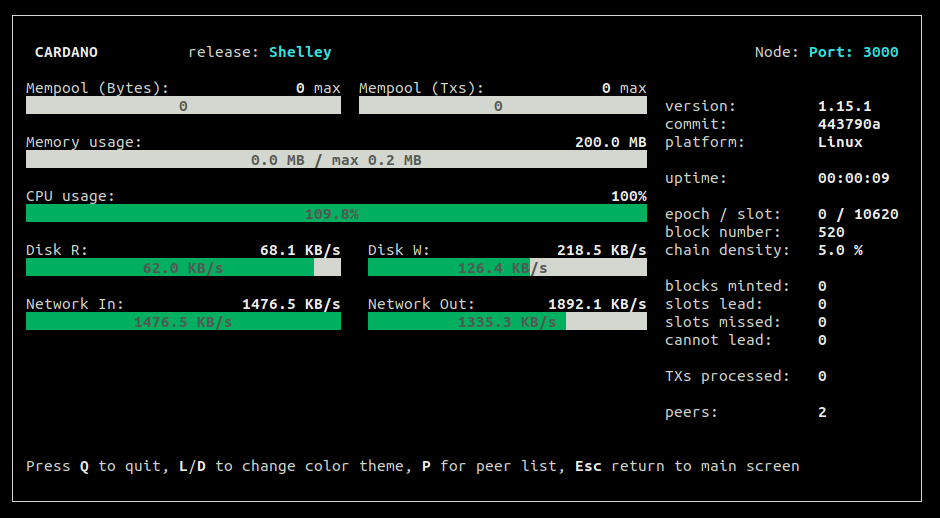 CARDANO release: Shelley Node: Port: 3000
Mempool (Bytes): 0 max Mempool (Txs): 0 max
0 0
version: 1.15.1
commit: 443790a
Memory usage: 200.0 MB platform: Linux
0.0 MB / max 0.2 MB
uptime: 00:00:09
CPU usage: 100%
109.8% epoch / slot: 0 / 10620
block number: 520
Disk R: 68.1 KB/s Disk W: 218.5 KB/s chain density: 5.0 %
62.0 KB/s 126.4 KB/s
blocks minted: 0
Network In: 1476.5 KB/s Network Out: 1892.1 KB/s slots lead: 0
1476.5 KB/s 1335.3 KB/s slots missed: 0
cannot lead: 0
TXs processed: 0
peers: 2
Press Q to quit, L/D to change color theme, P for peer list, Esc return to main screen